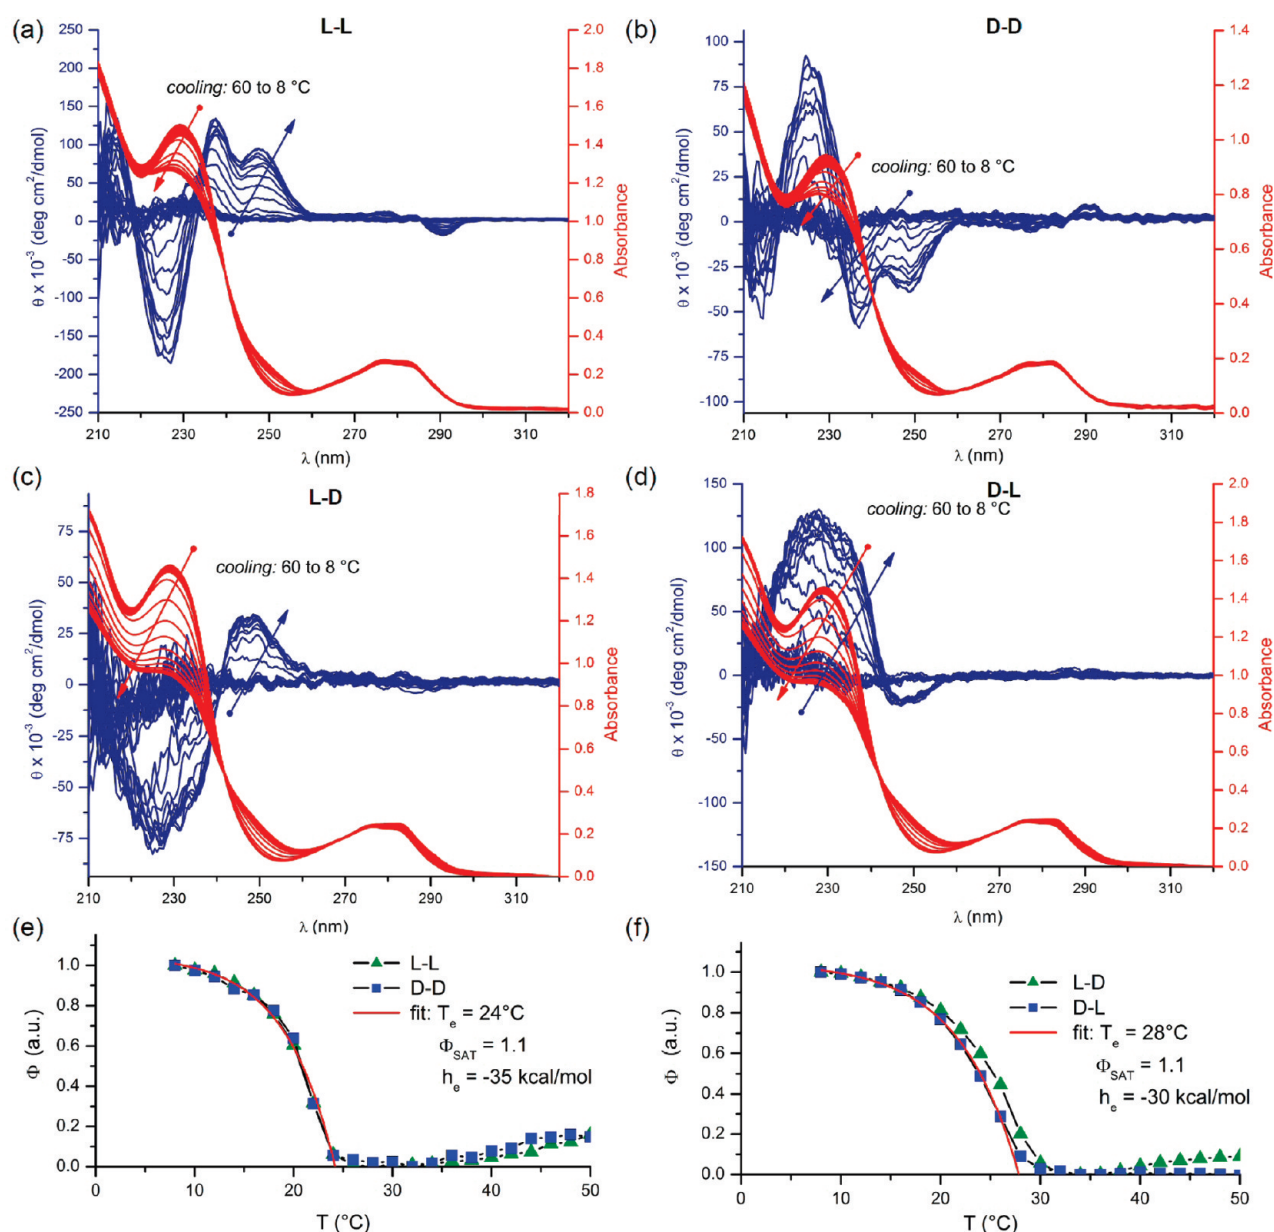 (a)
L-L
cooling: 60 to 8 °C
θ x 10⁻³ (deg cm²/dmol)
250
200
150
100
50
0
-50
-100
-150
-200
-250
210 230 250 270 290 310
λ (nm)
2.0
1.8
1.6
1.4
1.2
1.0
0.8
0.6
0.4
0.2
0.0
Absorbance
(b)
D-D
cooling: 60 to 8 °C
θ x 10⁻³ (deg cm²/dmol)
100
75
50
25
0
-25
-50
-75
-100
210 230 250 270 290 310
λ (nm)
1.4
1.2
1.0
0.8
0.6
0.4
0.2
0.0
Absorbance
(c)
L-D
cooling: 60 to 8 °C
θ x 10⁻³ (deg cm²/dmol)
75
50
25
0
-25
-50
-75
210 230 250 270 290 310
λ (nm)
1.8
1.6
1.4
1.2
1.0
0.8
0.6
0.4
0.2
0.0
Absorbance
(d)
D-L
cooling: 60 to 8 °C
θ x 10⁻³ (deg cm²/dmol)
150
100
50
0
-50
-100
-150
210 230 250 270 290 310
λ (nm)
2.0
1.8
1.6
1.4
1.2
1.0
0.8
0.6
0.4
0.2
0.0
Absorbance
(e)
Φ (a.u.)
1.0
0.8
0.6
0.4
0.2
0.0
L-L
D-D
fit: Tₑ = 24°C
Φ_SAT = 1.1
hₑ = -35 kcal/mol
0 10 20 30 40 50
T (°C)
(f)
Φ (a.u.)
1.0
0.8
0.6
0.4
0.2
0.0
L-D
D-L
fit: Tₑ = 28°C
Φ_SAT = 1.1
hₑ = -30 kcal/mol
0 10 20 30 40 50
T (°C)